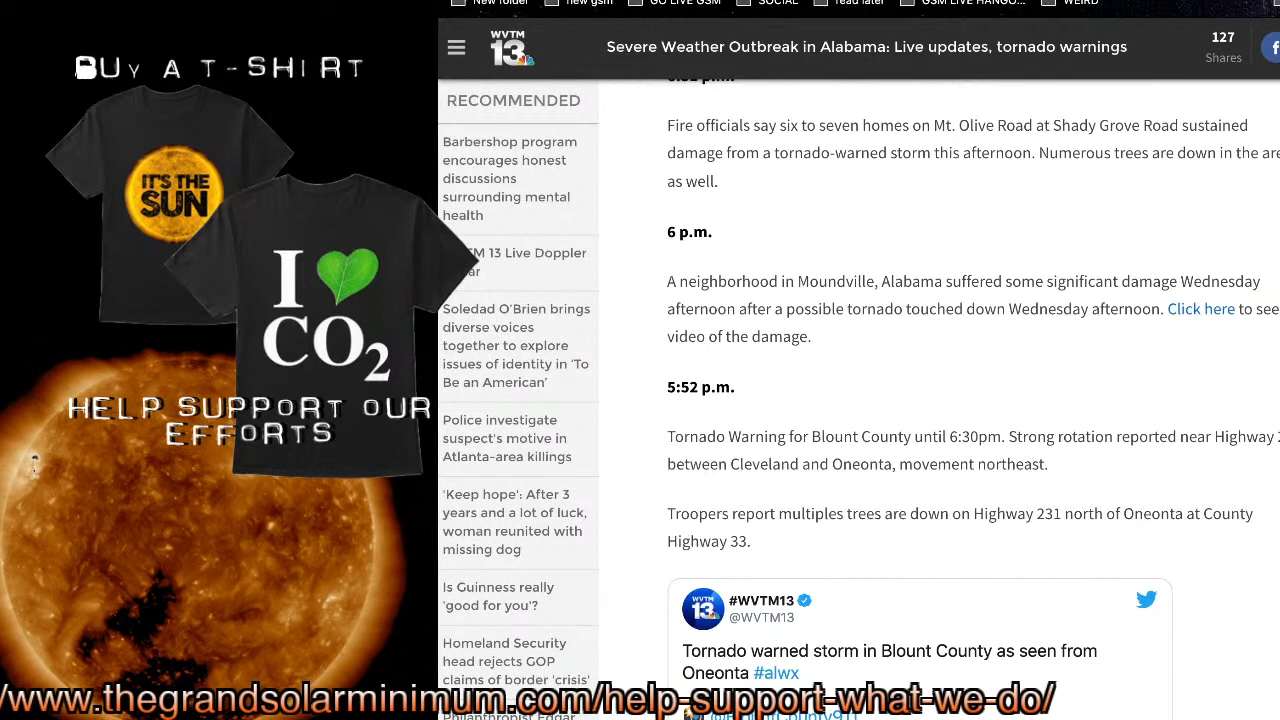 New folder
new gsm
GO LIVE GSM
SOCIAL
read later
GSM LIVE HANGO...
WEIRD
WVTM
13
Severe Weather Outbreak in Alabama: Live updates, tornado warnings
127
Shares
f
BUY A T-SHIRT
IT'S THE
SUN
I
CO2
HELP SUPPORT OUR
EFFORTS
RECOMMENDED
Barbershop program
encourages honest
discussions
surrounding mental
health
13 Live Doppler
Soledad O'Brien brings
diverse voices
together to explore
issues of identity in 'To
Be an American'
Police investigate
suspect's motive in
Atlanta-area killings
'Keep hope': After 3
years and a lot of luck,
woman reunited with
missing dog
Is Guinness really
'good for you'?
Homeland Security
head rejects GOP
claims of border 'crisis'
Philanthropist Edgar
Fire officials say six to seven homes on Mt. Olive Road at Shady Grove Road sustained
damage from a tornado-warned storm this afternoon. Numerous trees are down in the
as well.
6 p.m.
A neighborhood in Moundville, Alabama suffered some significant damage Wednesday
afternoon after a possible tornado touched down Wednesday afternoon. Click here to see
video of the damage.
5:52 p.m.
Tornado Warning for Blount County until 6:30pm. Strong rotation reported near Highway
between Cleveland and Oneonta, movement northeast.
Troopers report multiples trees are down on Highway 231 north of Oneonta at County
Highway 33.
WVTM
13
#WVTM13
@WVTM13
Tornado warned storm in Blount County as seen from
Oneonta #alwx
/www.thegrandsolarminimum.com/help-support-what-we-do/